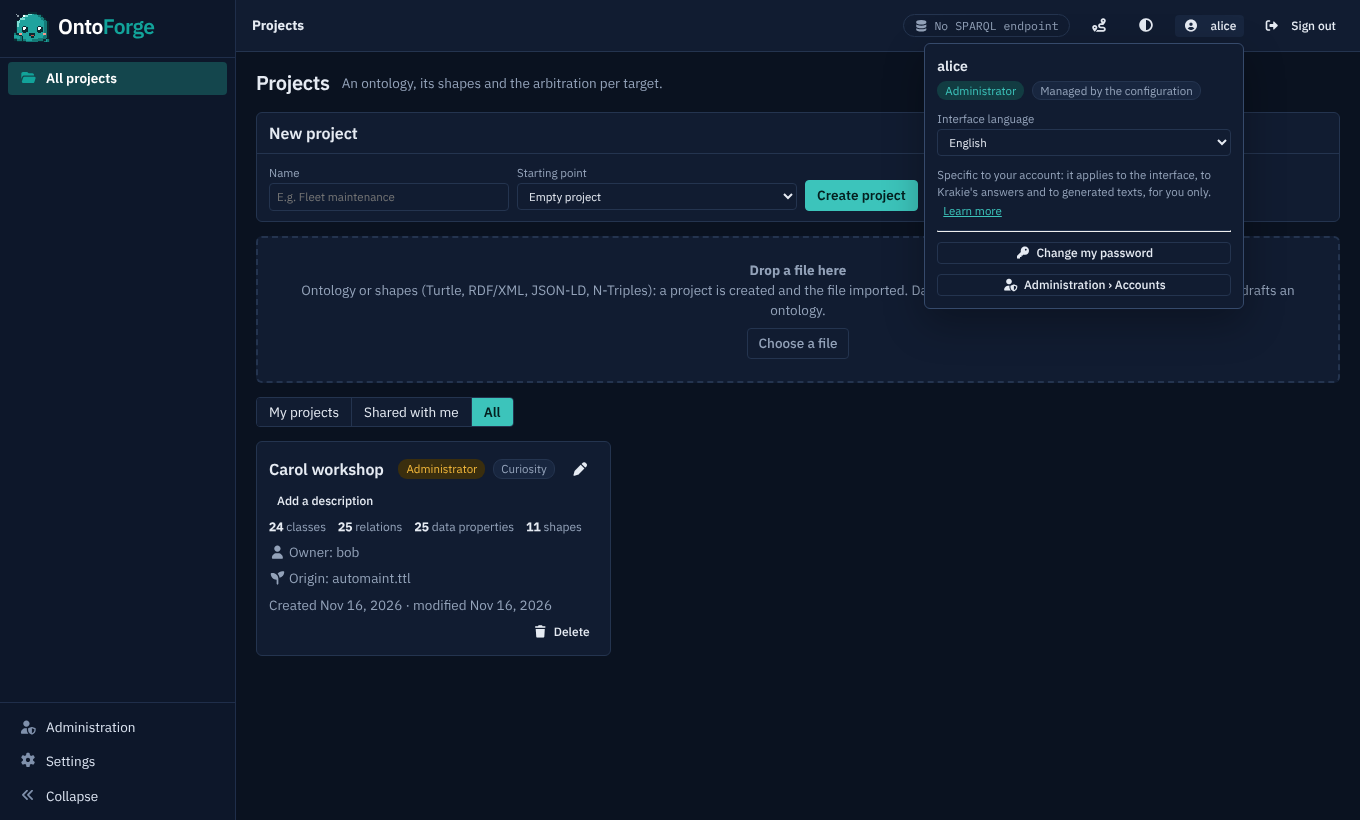 OntoForge
All projects
Projects
No SPARQL endpoint
alice
Sign out
alice
Administrator
Managed by the configuration
Interface language
English
Specific to your account: it applies to the interface, to
Krakie's answers and to generated texts, for you only.
Learn more
Change my password
Administration › Accounts
Projects
An ontology, its shapes and the arbitration per target.
New project
Name
Starting point
E.g. Fleet maintenance
Empty project
Create project
Drop a file here
Ontology or shapes (Turtle, RDF/XML, JSON-LD, N-Triples): a project is created and the file imported. drafts an
ontology.
Choose a file
My projects
Shared with me
All
Carol workshop
Administrator
Curiosity
Add a description
24 classes 25 relations 25 data properties 11 shapes
Owner: bob
Origin: automaint.ttl
Created Nov 16, 2026 · modified Nov 16, 2026
Delete
Administration
Settings
Collapse